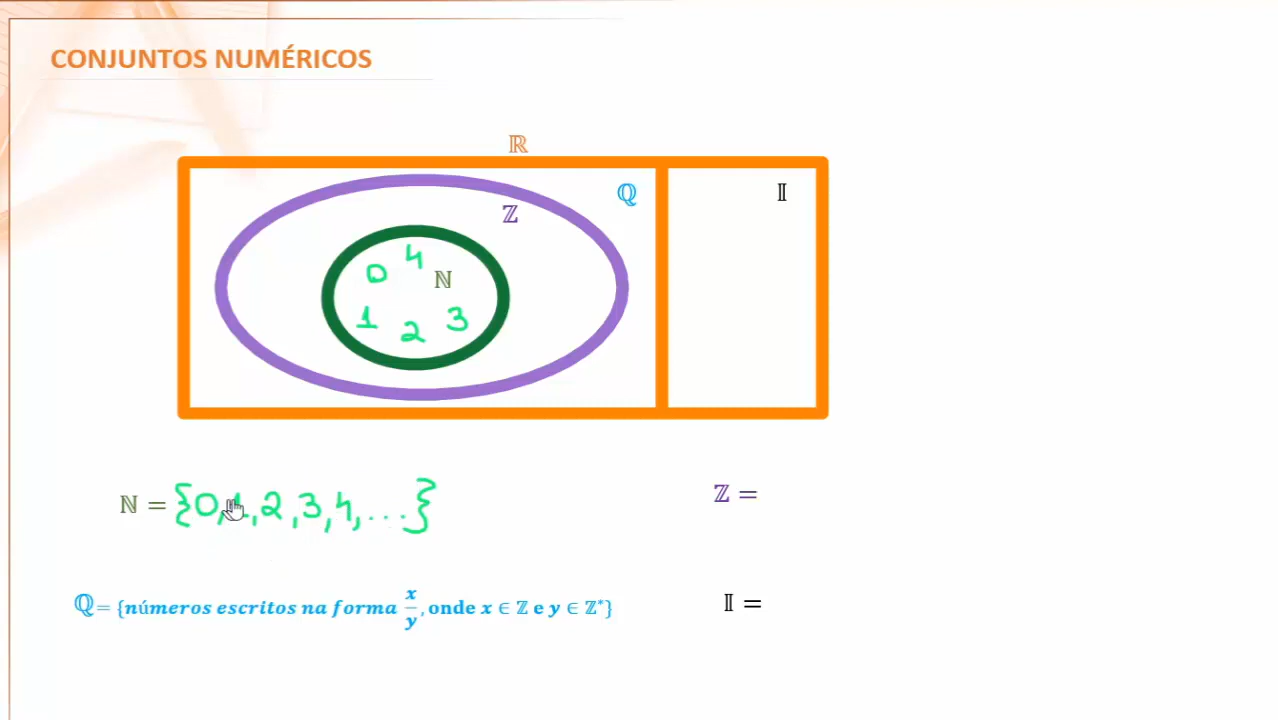 CONJUNTOS NUMÉRICOS
ℝ
ℚ
𝕀
ℤ
4
0
ℕ
1
2
3
ℕ = {0,1,2,3,4,...}
ℤ =
ℚ = {números escritos na forma x/y, onde x ∈ ℤ e y ∈ ℤ*}
𝕀 =